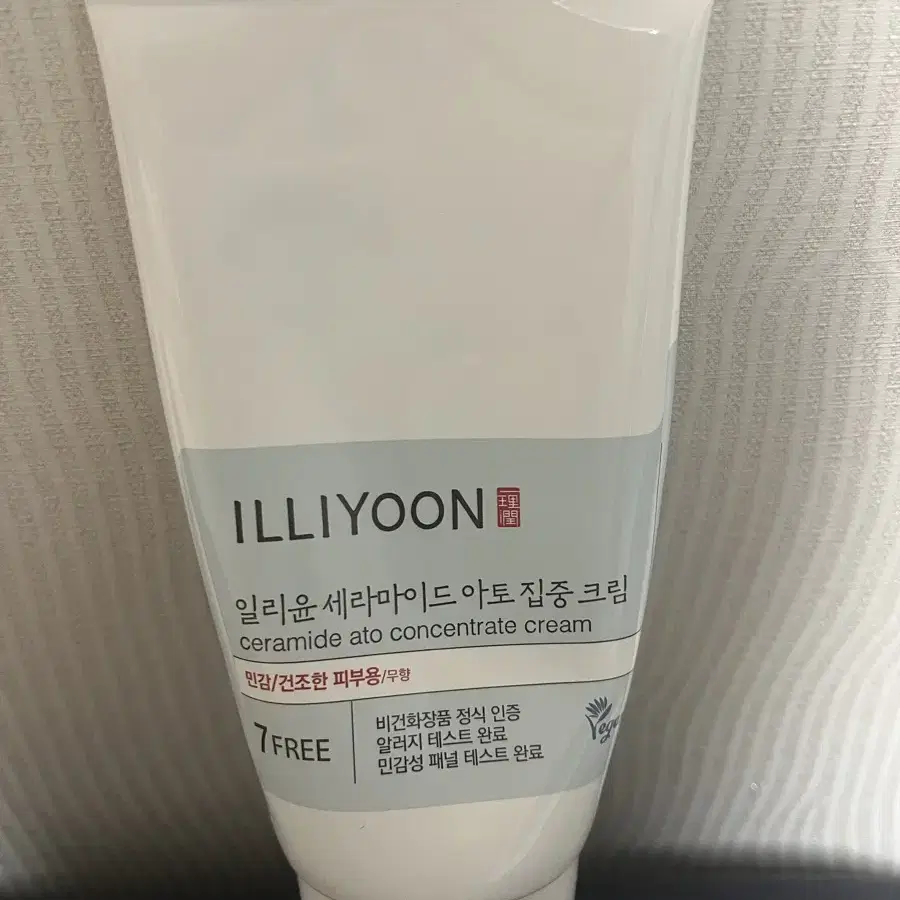 ILLIYOON 一理潤
일리윤 세라마이드 아토 집중 크림
ceramide ato concentrate cream
민감/건조한 피부용/무향
7FREE
비건화장품 정식 인증
알러지 테스트 완료
민감성 패널 테스트 완료